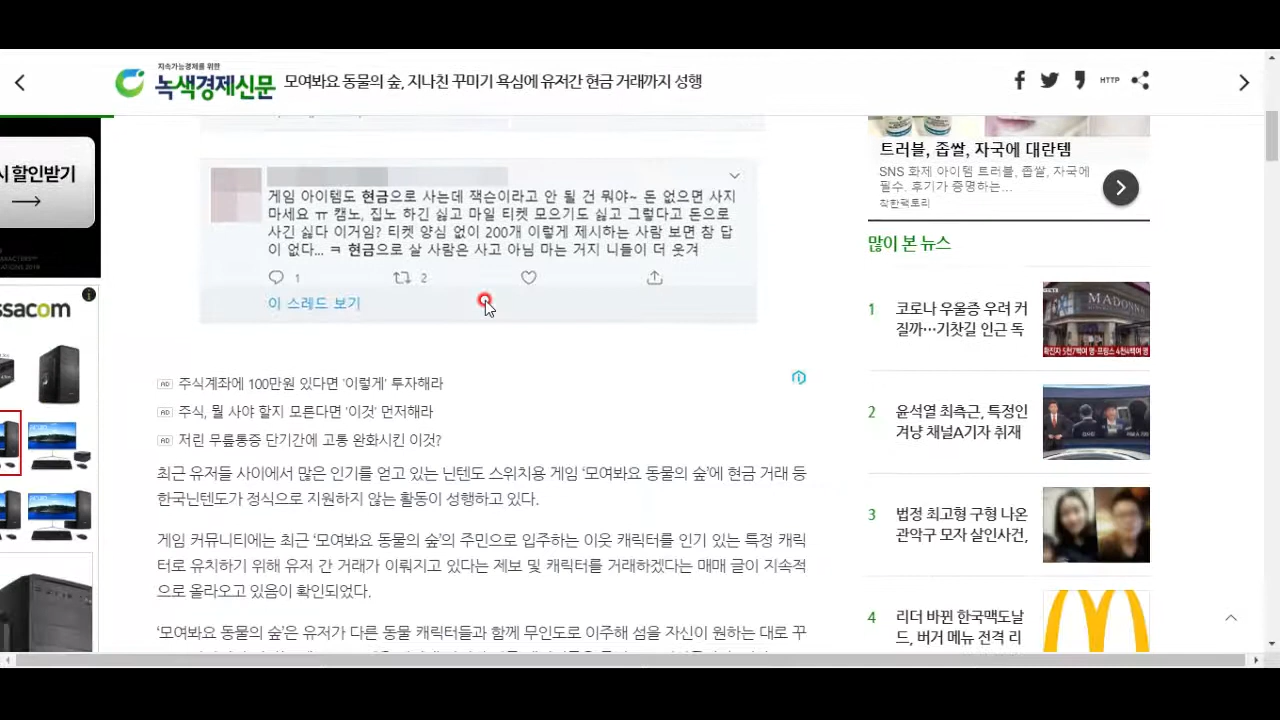 지속가능경제를 위한
녹색경제신문
모여봐요 동물의 숲, 지나친 꾸미기 욕심에 유저간 현금 거래까지 성행
HTTP
시 할인받기
게임 아이템도 현금으로 사는데 잭슨이라고 안 될 건 뭐야~ 돈 없으면 사지
마세요 ㅠ 캠노, 집노 하긴 싫고 마일 티켓 모으기도 싫고 그렇다고 돈으로
사긴 싫다 이거임? 티켓 양심 없이 200개 이렇게 제시하는 사람 보면 참 답
이 없다... ㅋ 현금으로 살 사람은 사고 아님 마는 거지 니들이 더 웃겨
1
2
이 스레드 보기
AD 주식계좌에 100만원 있다면 '이렇게' 투자해라
AD 주식, 뭘 사야 할지 모른다면 '이것' 먼저해라
AD 저린 무릎통증 단기간에 고통 완화시킨 이것?
최근 유저들 사이에서 많은 인기를 얻고 있는 닌텐도 스위치용 게임 '모여봐요 동물의 숲'에 현금 거래 등
한국닌텐도가 정식으로 지원하지 않는 활동이 성행하고 있다.
게임 커뮤니티에는 최근 '모여봐요 동물의 숲'의 주민으로 입주하는 이웃 캐릭터를 인기 있는 특정 캐릭
터로 유치하기 위해 유저 간 거래가 이뤄지고 있다는 제보 및 캐릭터를 거래하겠다는 매매 글이 지속적
으로 올라오고 있음이 확인되었다.
'모여봐요 동물의 숲'은 유저가 다른 동물 캐릭터들과 함께 무인도로 이주해 섬을 자신이 원하는 대로 꾸
ssacom
트러블, 좁쌀, 자국에 대란템
SNS 화제 아이템 트러블, 좁쌀, 자국에
필수. 후기가 증명하는...
착한팩토리
많이 본 뉴스
1
코로나 우울증 우려 커
질까…기찻길 인근 독
MADONNA
2
윤석열 최측근, 특정인
겨냥 채널A기자 취재
3
법정 최고형 구형 나온
관악구 모자 살인사건,
4
리더 바뀐 한국맥도날
드, 버거 메뉴 전격 리